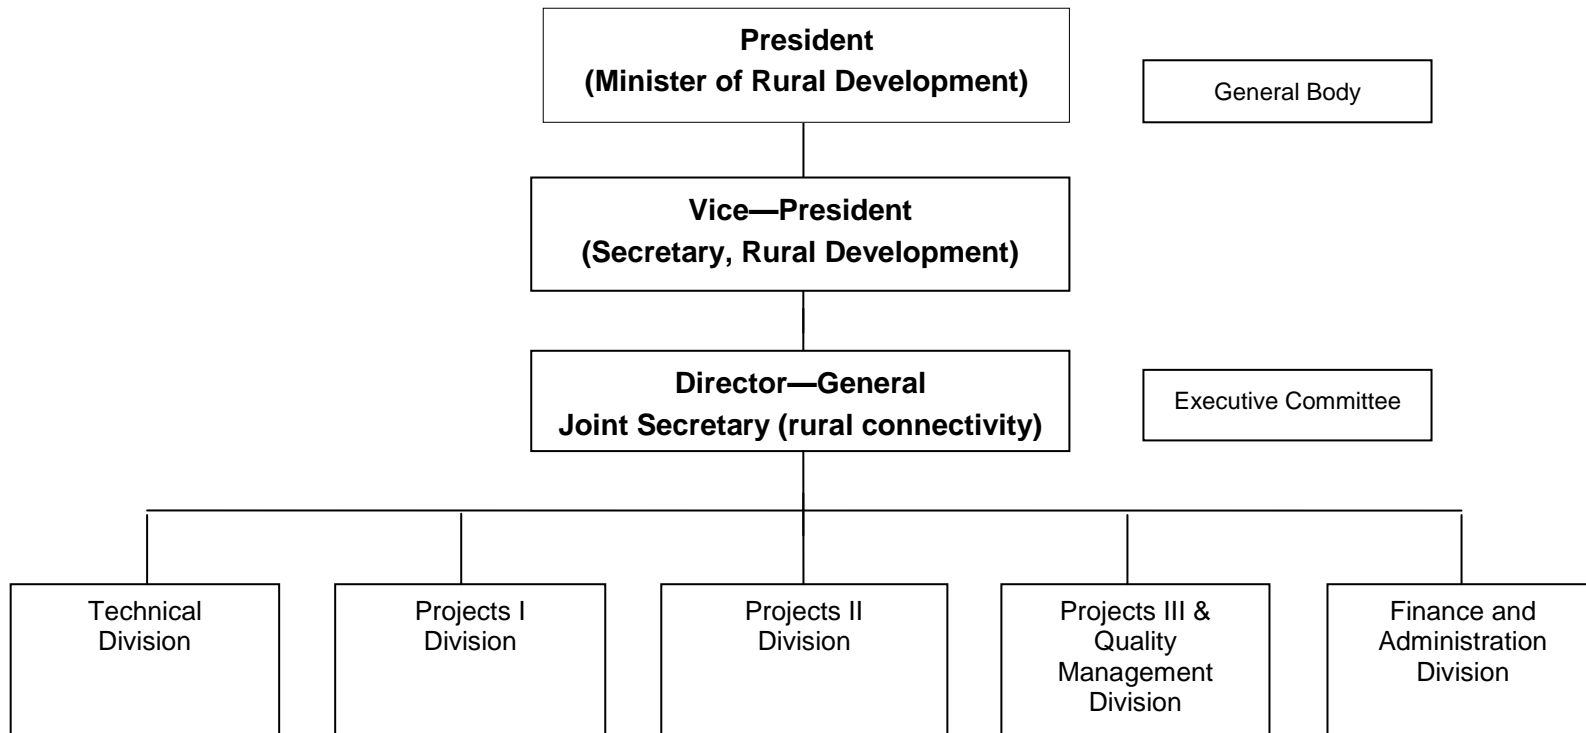 President
(Minister of Rural Development)
General Body
Vice—President
(Secretary, Rural Development)
Director—General
Joint Secretary (rural connectivity)
Executive Committee
Technical
Division
Projects I
Division
Projects II
Division
Projects III &
Quality
Management
Division
Finance and
Administration
Division